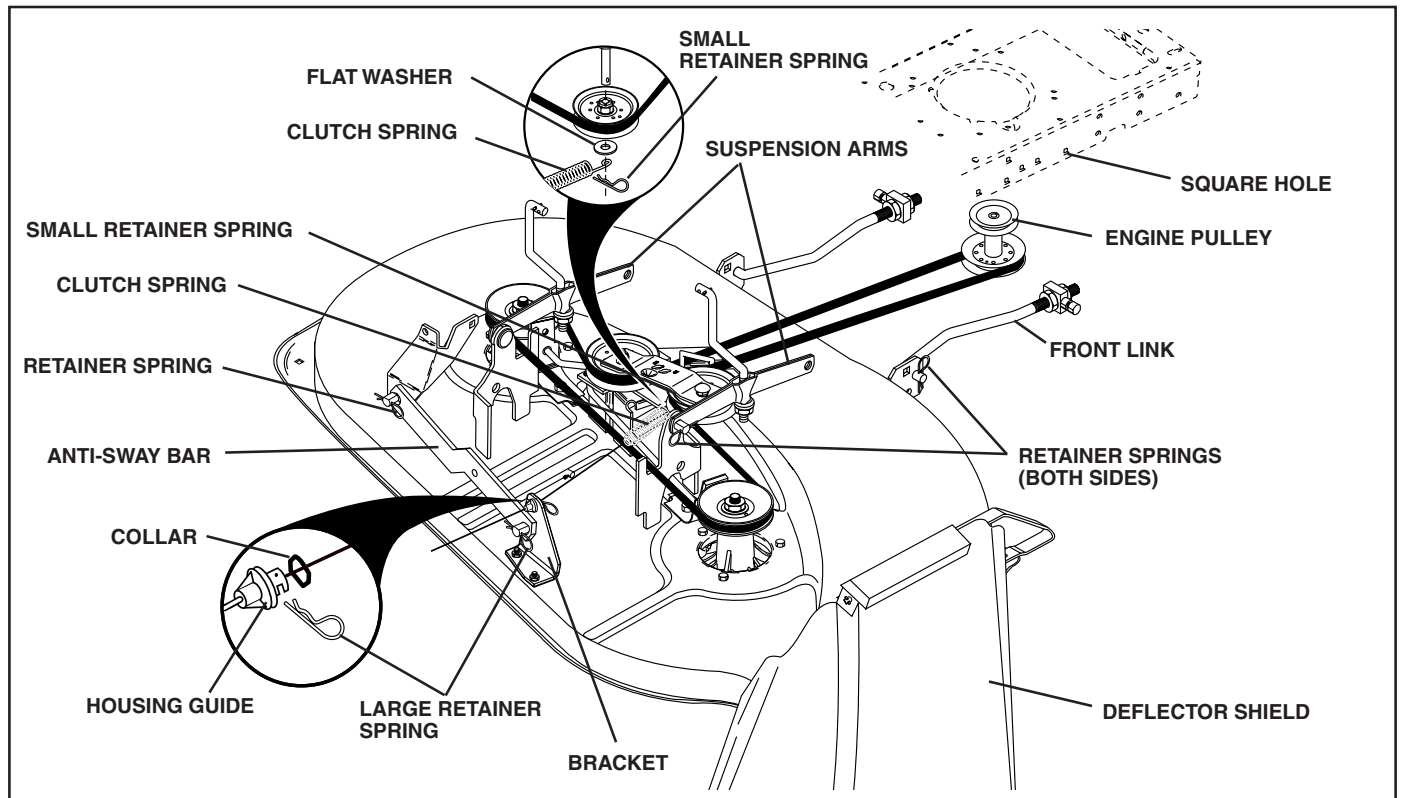 SMALL
RETAINER SPRING
FLAT WASHER
CLUTCH SPRING
SUSPENSION ARMS
SQUARE HOLE
SMALL RETAINER SPRING
ENGINE PULLEY
CLUTCH SPRING
FRONT LINK
RETAINER SPRING
ANTI-SWAY BAR
RETAINER SPRINGS
(BOTH SIDES)
COLLAR
HOUSING GUIDE
LARGE RETAINER
SPRING
DEFLECTOR SHIELD
BRACKET